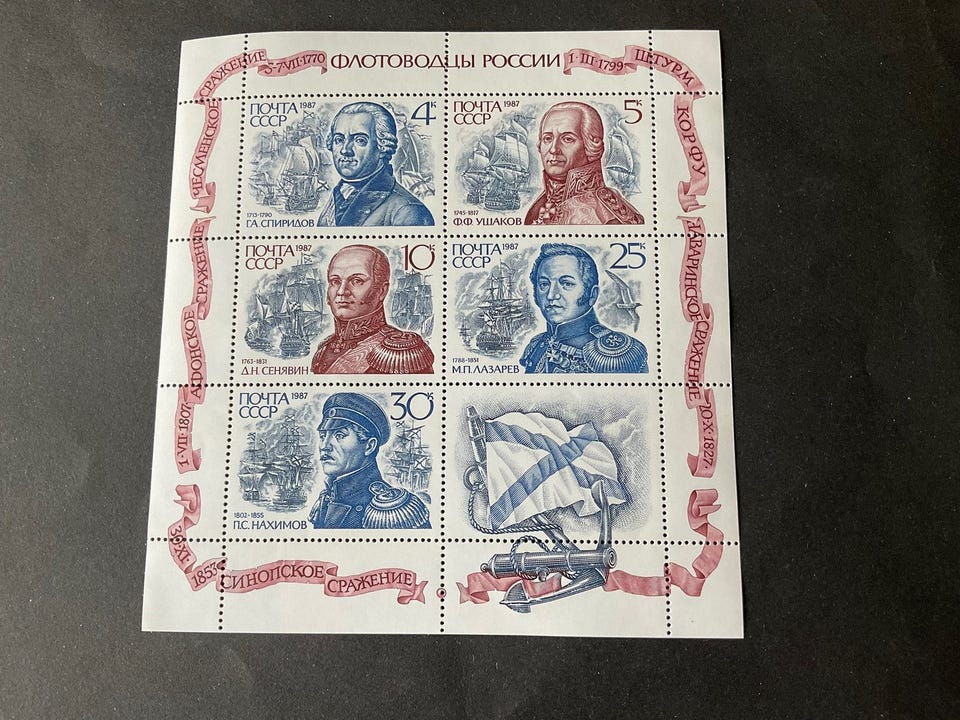 ФЛОТОВОДЦЫ РОССИИ
ЧЕСМЕНСКОЕ СРАЖЕНИЕ 5-7·VII·1770
1·III·1799 ШТУРМ КОРФУ
ПОЧТА 1987 4К
СССР
1713-1790
Г.А. СПИРИДОВ
ПОЧТА 1987 5К
СССР
1745-1817
Ф.Ф. УШАКОВ
ПОЧТА 1987 10К
СССР
1763-1831
Д.Н. СЕНЯВИН
ПОЧТА 1987 25К
СССР
1788-1851
М.П. ЛАЗАРЕВ
ПОЧТА 1987 30К
СССР
1802-1855
П.С. НАХИМОВ
1·VII·1807 АФОНСКОЕ СРАЖЕНИЕ
НАВАРИНСКОЕ СРАЖЕНИЕ 20·X·1827·
30·XI·1853 СИНОПСКОЕ СРАЖЕНИЕ